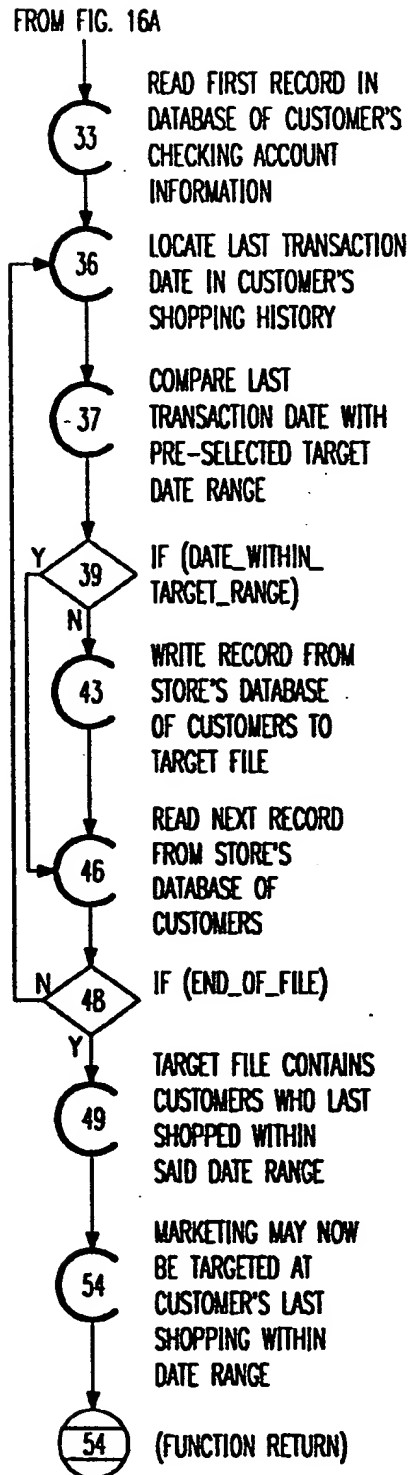 FROM FIG. 16A
33
READ FIRST RECORD IN
DATABASE OF CUSTOMER'S
CHECKING ACCOUNT
INFORMATION
36
LOCATE LAST TRANSACTION
DATE IN CUSTOMER'S
SHOPPING HISTORY
37
COMPARE LAST
TRANSACTION DATE WITH
PRE-SELECTED TARGET
DATE RANGE
Y
39
N
IF (DATE_WITHIN_
TARGET_RANGE)
43
WRITE RECORD FROM
STORE'S DATABASE
OF CUSTOMERS TO
TARGET FILE
46
READ NEXT RECORD
FROM STORE'S
DATABASE OF
CUSTOMERS
N
48
Y
IF (END_OF_FILE)
49
TARGET FILE CONTAINS
CUSTOMERS WHO LAST
SHOPPED WITHIN
SAID DATE RANGE
54
MARKETING MAY NOW
BE TARGETED AT
CUSTOMER'S LAST
SHOPPING WITHIN
DATE RANGE
54
(FUNCTION RETURN)